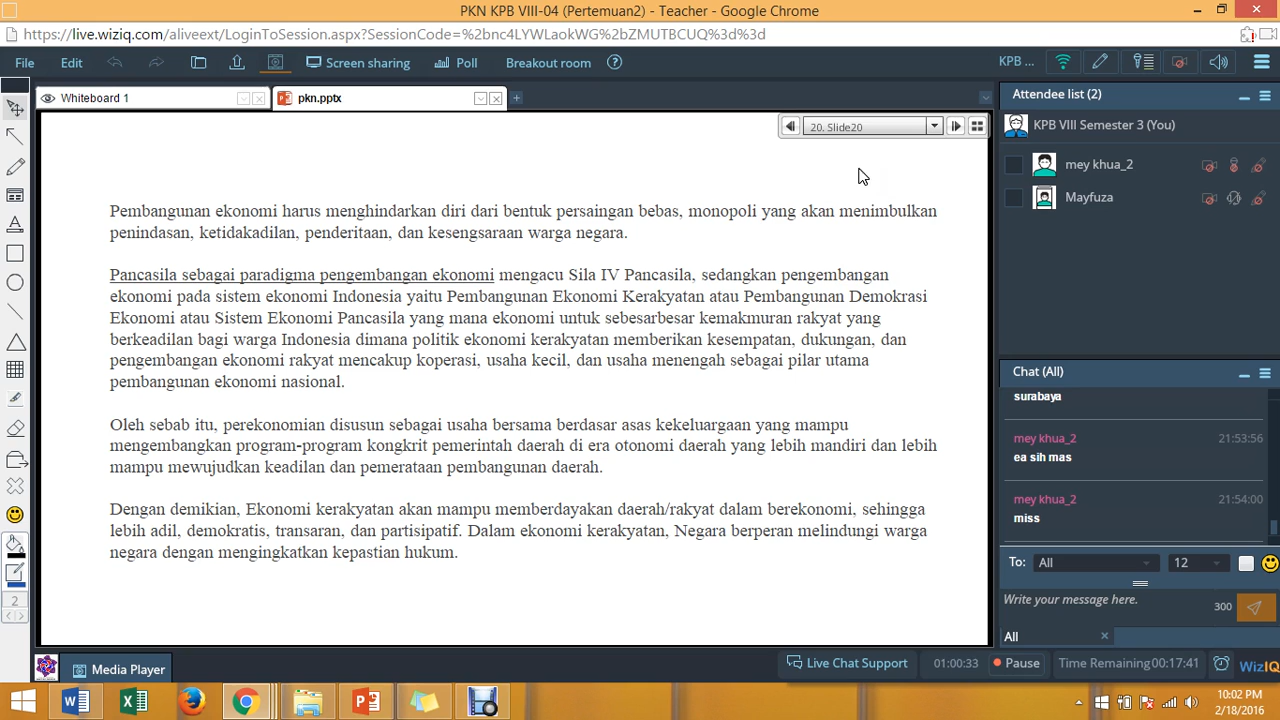 PKN KPB VIII-04 (Pertemuan2) - Teacher - Google Chrome
https://live.wiziq.com/aliveext/LoginToSession.aspx?SessionCode=%2bnc4LYWLaokWG%2bZMUTBCUQ%3d%3d
File Edit Screen sharing Poll Breakout room KPB ...
Whiteboard 1
pkn.pptx
20. Slide20
Pembangunan ekonomi harus menghindarkan diri dari bentuk persaingan bebas, monopoli yang akan menimbulkan
penindasan, ketidakadilan, penderitaan, dan kesengsaraan warga negara.
Pancasila sebagai paradigma pengembangan ekonomi mengacu Sila IV Pancasila, sedangkan pengembangan
ekonomi pada sistem ekonomi Indonesia yaitu Pembangunan Ekonomi Kerakyatan atau Pembangunan Demokrasi
Ekonomi atau Sistem Ekonomi Pancasila yang mana ekonomi untuk sebesarbesar kemakmuran rakyat yang
berkeadilan bagi warga Indonesia dimana politik ekonomi kerakyatan memberikan kesempatan, dukungan, dan
pengembangan ekonomi rakyat mencakup koperasi, usaha kecil, dan usaha menengah sebagai pilar utama
pembangunan ekonomi nasional.
Oleh sebab itu, perekonomian disusun sebagai usaha bersama berdasar asas kekeluargaan yang mampu
mengembangkan program-program kongkrit pemerintah daerah di era otonomi daerah yang lebih mandiri dan lebih
mampu mewujudkan keadilan dan pemerataan pembangunan daerah.
Dengan demikian, Ekonomi kerakyatan akan mampu memberdayakan daerah/rakyat dalam berekonomi, sehingga
lebih adil, demokratis, transaran, dan partisipatif. Dalam ekonomi kerakyatan, Negara berperan melindungi warga
negara dengan mengingkatkan kepastian hukum.
Attendee list (2)
KPB VIII Semester 3 (You)
mey khua_2
Mayfuza
Chat (All)
surabaya
mey khua_2 21:53:56
ea sih mas
mey khua_2 21:54:00
miss
To: All 12
Write your message here. 300
All
2
Media Player
Live Chat Support 01:00:33 Pause Time Remaining 00:17:41 WizIQ
10:02 PM
2/18/2016